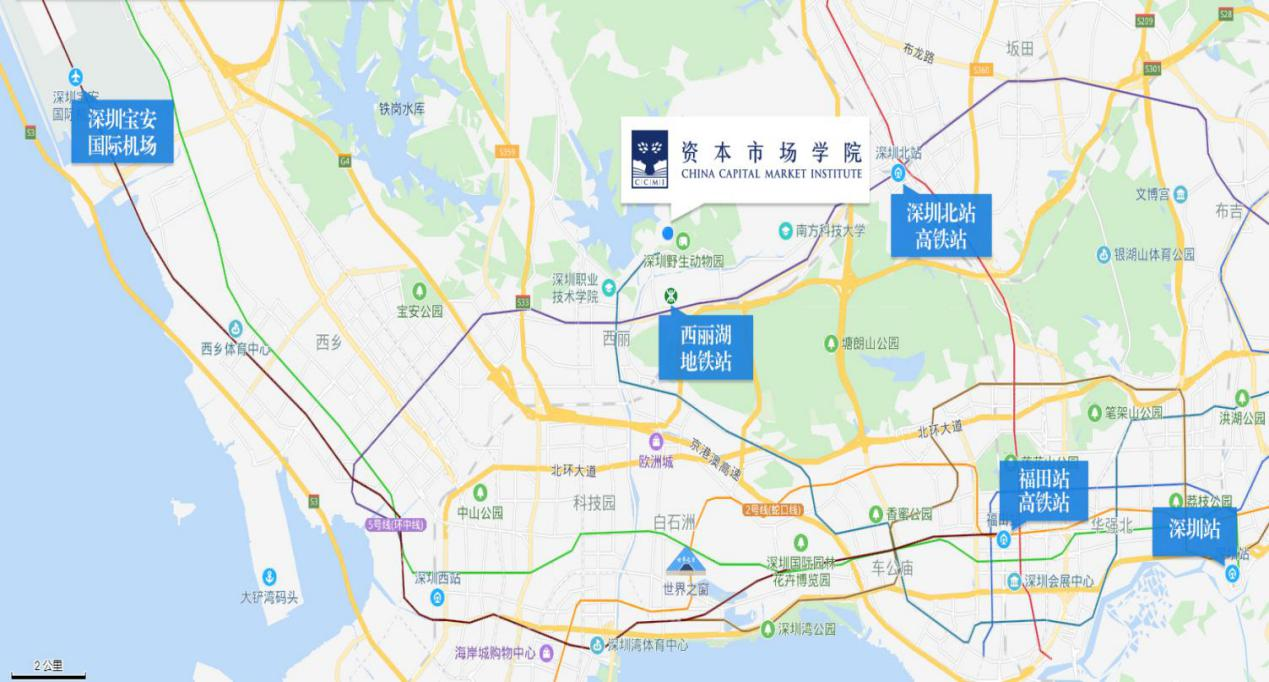 S209
S28
布龙路
坂田
S360
S301
深圳宝安
国际机场
铁岗水库
S3
G4
S359
资本市场学院
CHINA CAPITAL MARKET INSTITUTE
CCMI
深圳北站
深圳北站
高铁站
文博宫
布吉
南方科技大学
银湖山体育公园
深圳野生动物园
深圳职业
技术学院
宝安公园
S33
西丽
西丽湖
地铁站
塘朗山公园
西乡体育中心
西乡
笔架山公园
洪湖公园
北环大道
欧洲城
京港澳高速
北环大道
福田站
高铁站
中山公园
科技园
S3
2号线(蛇口线)
香蜜公园
荔枝公园
白石洲
5号线(环中线)
华强北
深圳站
深圳国际园林
花卉博览园
车公庙
深圳西站
世界之窗
深圳会展中心
大铲湾码头
深圳湾公园
深圳湾体育中心
海岸城购物中心
2 公里